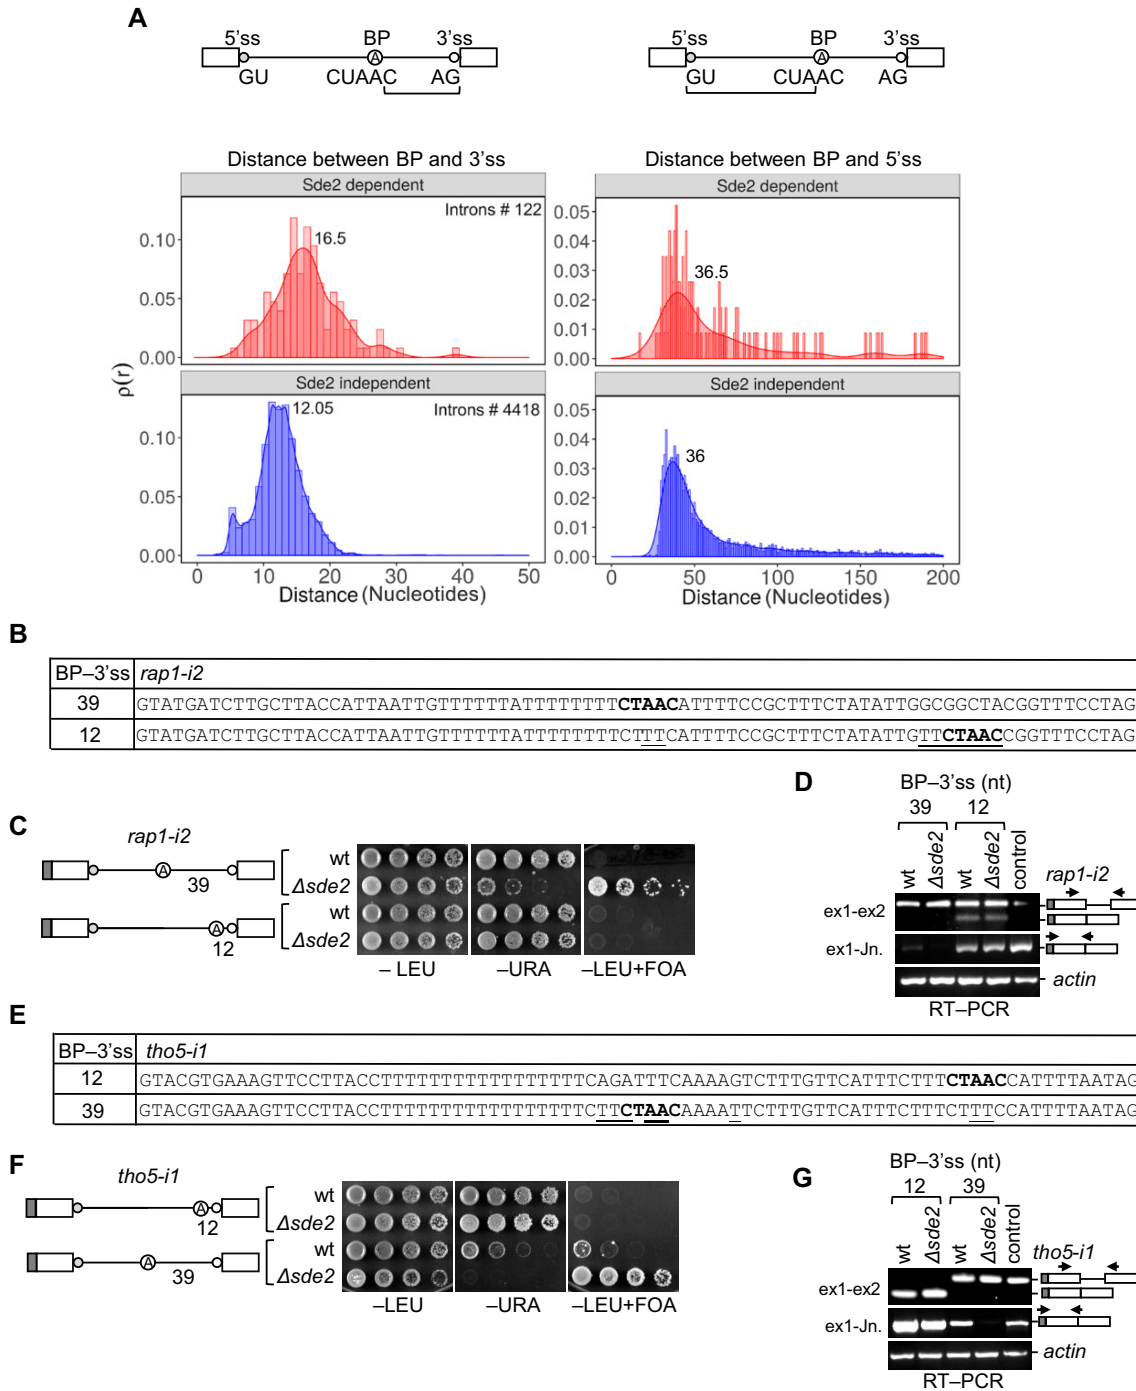 A
5'ss BP 3'ss
GU CUAAC AG
A
5'ss BP 3'ss
GU CUAAC AG
A
Distance between BP and 3'ss
Sde2 dependent
Introns # 122
16.5
0.10
0.05
0.00
Sde2 independent
Introns # 4418
12.05
0.10
0.05
0.00
0 10 20 30 40 50
Distance (Nucleotides)
ρ(r)
Distance between BP and 5'ss
Sde2 dependent
36.5
0.05
0.04
0.03
0.02
0.01
0.00
Sde2 independent
36
0.05
0.04
0.03
0.02
0.01
0.00
0 50 100 150 200
Distance (Nucleotides)
B
BP–3'ss rap1-i2
39 GTATGATCTTGCTTACCATTAATTGTTTTTTATTTTTTTTTCTAACATTTTCCGCTTTCTATATTGGCGGCTACGGTTTCCTAG
12 GTATGATCTTGCTTACCATTAATTGTTTTTTATTTTTTTTTCTTTCATTTTCCGCTTTCTATATTGTTCTAACCGGTTTCCTAG
C
rap1-i2
A
39
A
12
wt
Δsde2
wt
Δsde2
– LEU –URA –LEU+FOA
D
BP–3'ss (nt)
39 12
wt Δsde2 wt Δsde2 control
rap1-i2
ex1-ex2
ex1-Jn.
actin
RT–PCR
E
BP–3'ss tho5-i1
12 GTACGTGAAAGTTCCTTACCTTTTTTTTTTTTTTTTTTCAGATTTCAAAAGTCTTTGTTCATTTCTTTCTAACCATTTTAATAG
39 GTACGTGAAAGTTCCTTACCTTTTTTTTTTTTTTTTTTCTTCTAACAAAATTCTTTGTTCATTTCTTTCTTTCCATTTTAATAG
F
tho5-i1
A
12
A
39
wt
Δsde2
wt
Δsde2
–LEU –URA –LEU+FOA
G
BP–3'ss (nt)
12 39
wt Δsde2 wt Δsde2 control
tho5-i1
ex1-ex2
ex1-Jn.
actin
RT–PCR